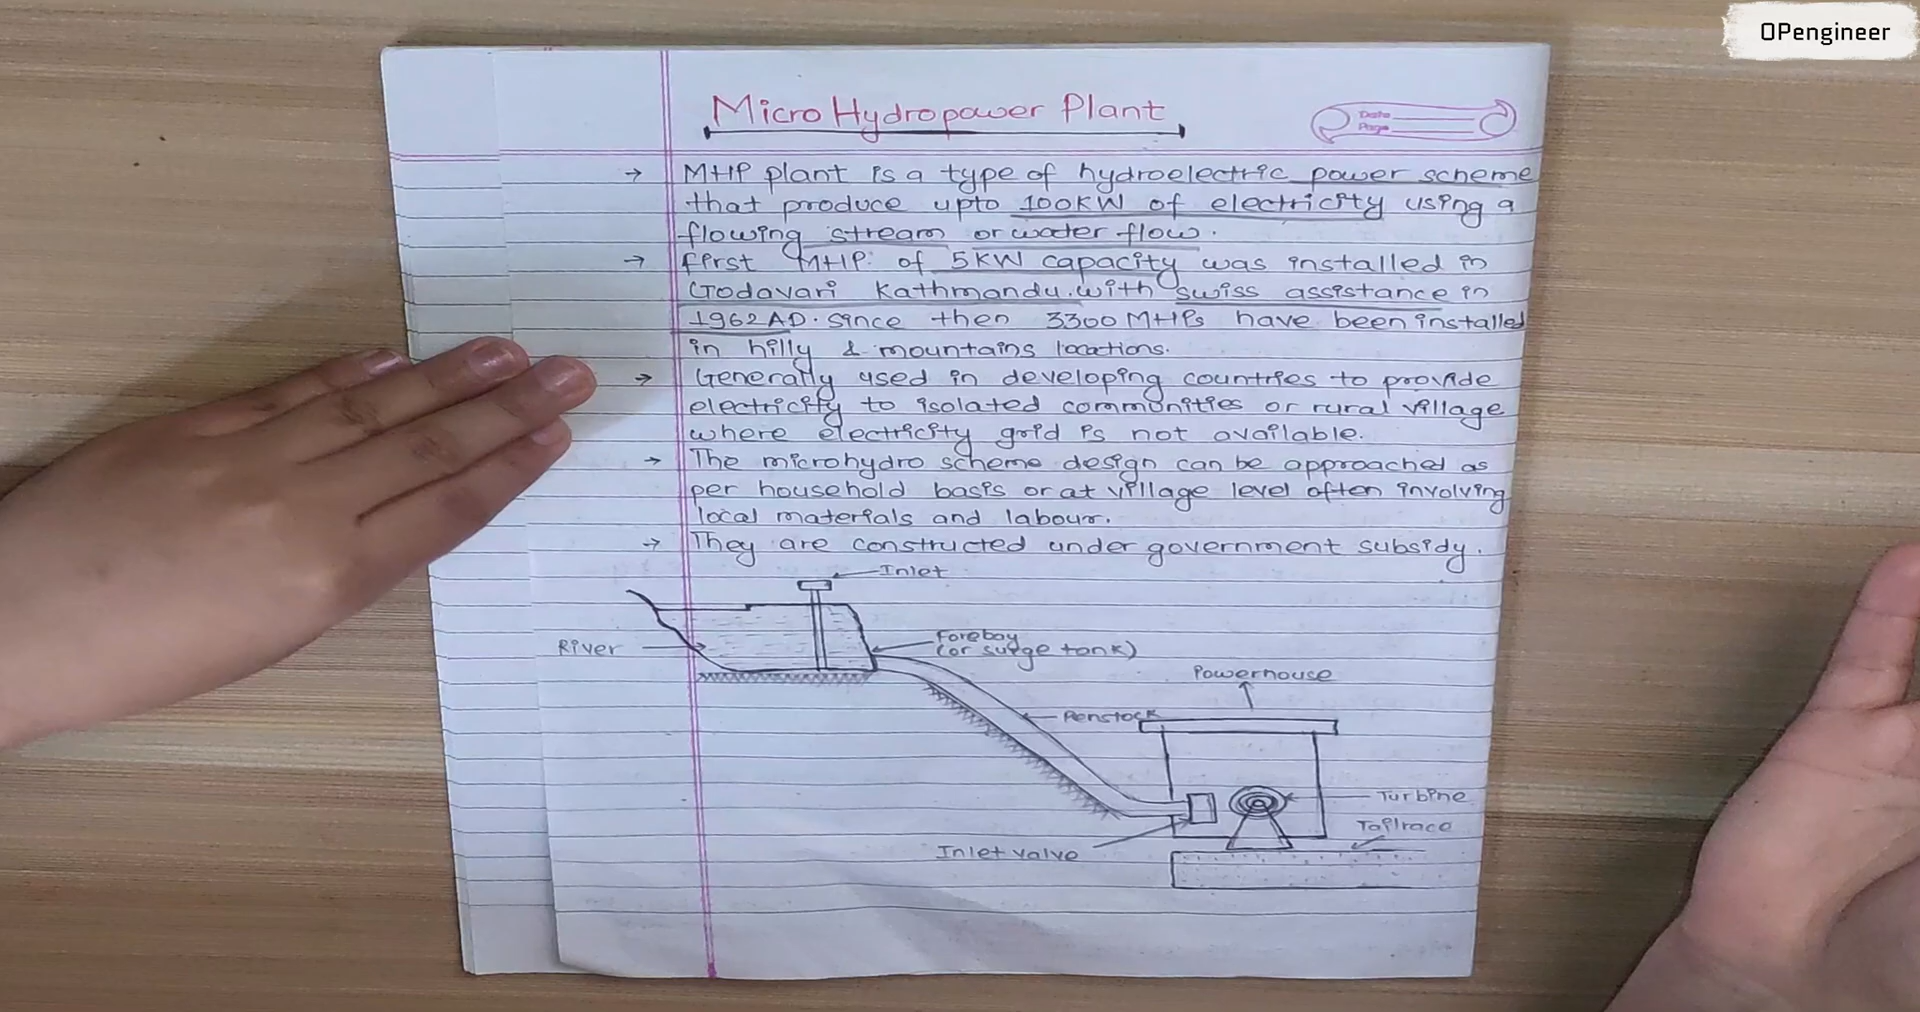 OPengineer
Micro Hydropower Plant
Date
Page
→ MHP plant is a type of hydroelectric power scheme
that produce upto 100KW of electricity using a
flowing stream or water flow.
→ first MHP. of 5KW capacity was installed in
Godavari Kathmandu. with swiss assistance in
1962 AD. since then 3300 MHPs have been installed
in hilly & mountains locations.
→ Generally used in developing countries to provide
electricity to isolated communities or rural village
where electricity grid is not available.
→ The microhydro scheme design can be approached as
per household basis or at village level often involving
local materials and labour.
→ They are constructed under government subsidy.
Inlet
River
Forebay
(or surge tank)
Powerhouse
Penstock
Turbine
Tailrace
Inlet valve